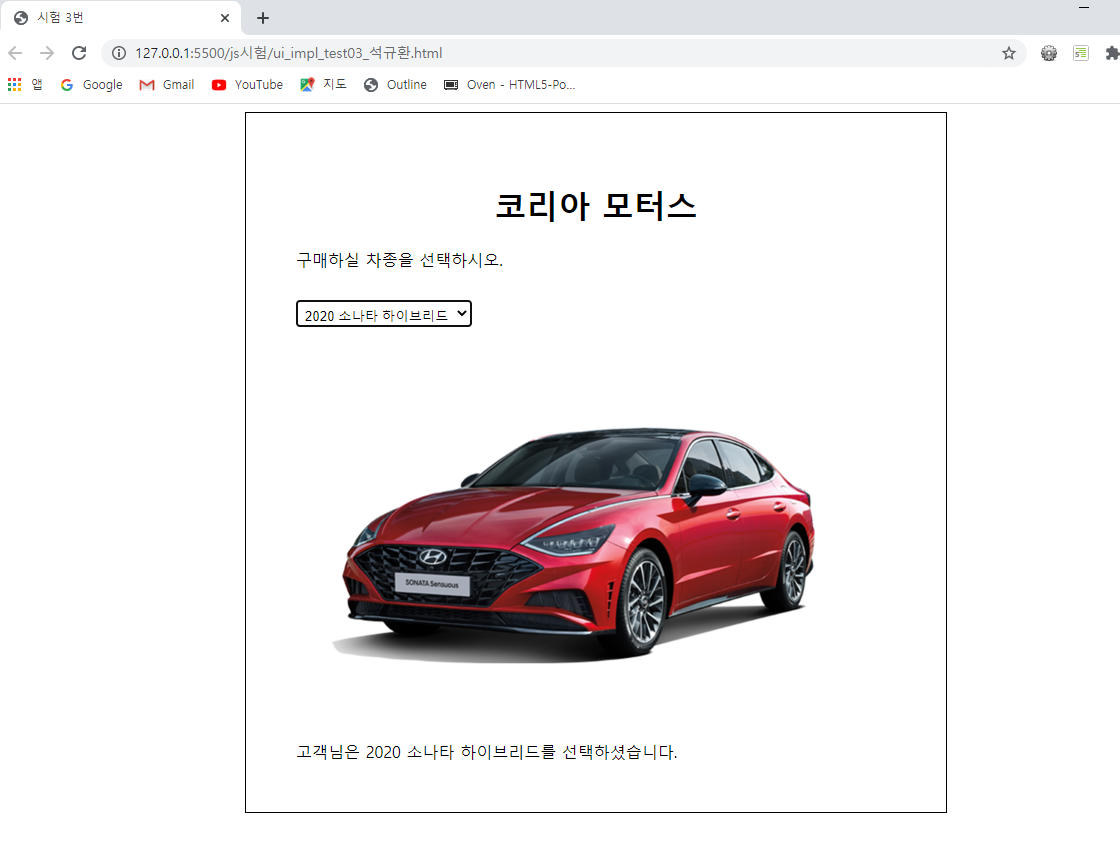 시험 3번
127.0.0.1:5500/js시험/ui_impl_test03_석규환.html
앱 Google Gmail YouTube 지도 Outline Oven - HTML5-Po...
코리아 모터스
구매하실 차종을 선택하시오.
2020 소나타 하이브리드
SONATA Sensuous
고객님은 2020 소나타 하이브리드를 선택하셨습니다.